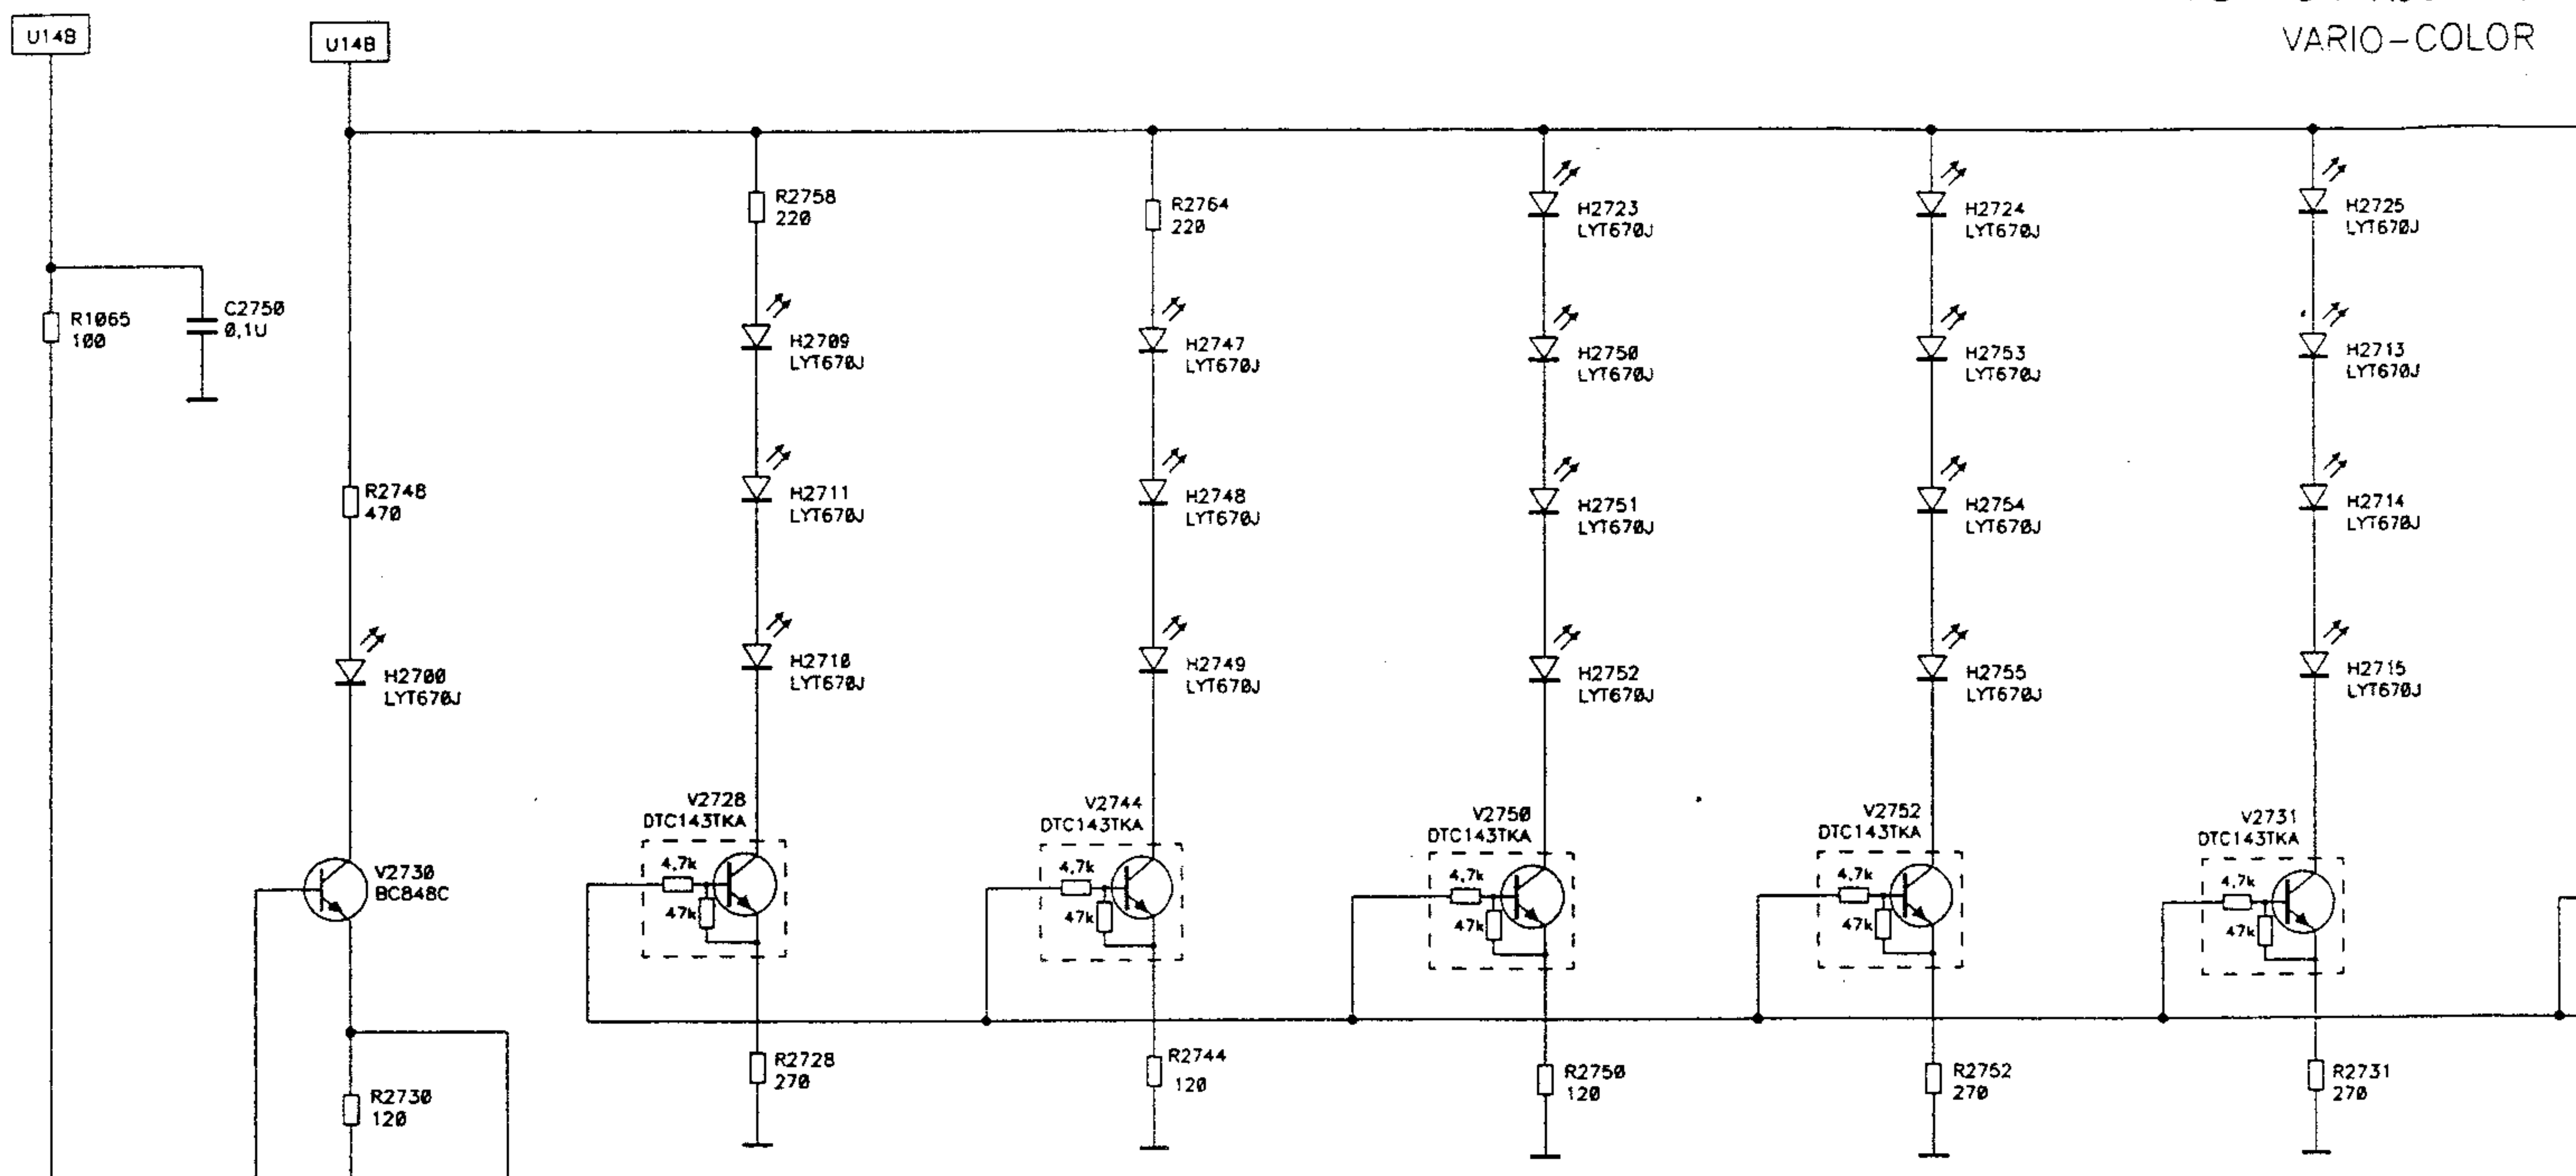 U14B
U14B
VARIO-COLOR
R2758
220
R2764
220
H2723
LYT670J
H2724
LYT670J
H2725
LYT670J
R1065
100
C2750
0,1U
H2709
LYT670J
H2747
LYT670J
H2750
LYT670J
H2753
LYT670J
H2713
LYT670J
R2748
470
H2711
LYT670J
H2748
LYT670J
H2751
LYT670J
H2754
LYT670J
H2714
LYT670J
H2700
LYT670J
H2710
LYT670J
H2749
LYT670J
H2752
LYT670J
H2755
LYT670J
H2715
LYT670J
V2730
BC848C
V2728
DTC143TKA
4,7k
47k
V2744
DTC143TKA
4,7k
47k
V2750
DTC143TKA
4,7k
47k
V2752
DTC143TKA
4,7k
47k
V2731
DTC143TKA
4,7k
47k
R2730
120
R2728
270
R2744
120
R2750
120
R2752
270
R2731
270